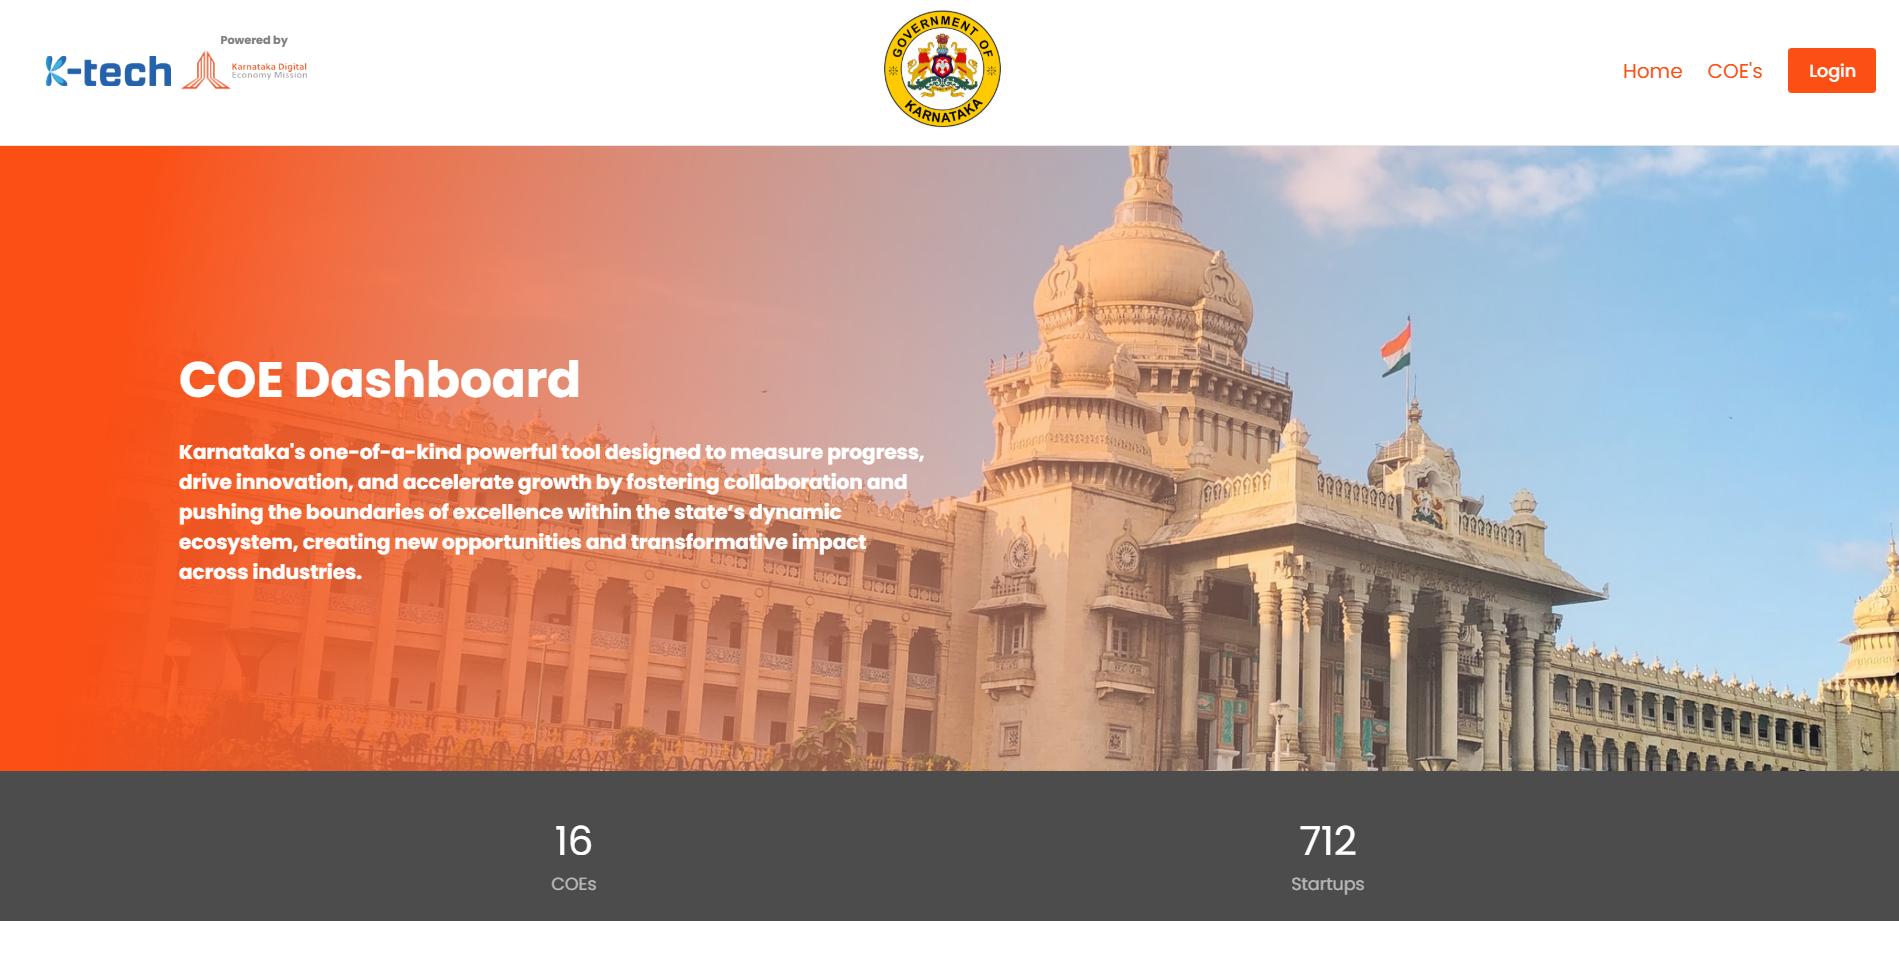 Powered by
K-tech
Karnataka Digital
Economy Mission
GOVERNMENT OF
KARNATAKA
Home
COE's
Login
COE Dashboard
Karnataka's one-of-a-kind powerful tool designed to measure progress,
drive innovation, and accelerate growth by fostering collaboration and
pushing the boundaries of excellence within the state’s dynamic
ecosystem, creating new opportunities and transformative impact
across industries.
GOVERNMENT
WORK
16
712
COEs
Startups